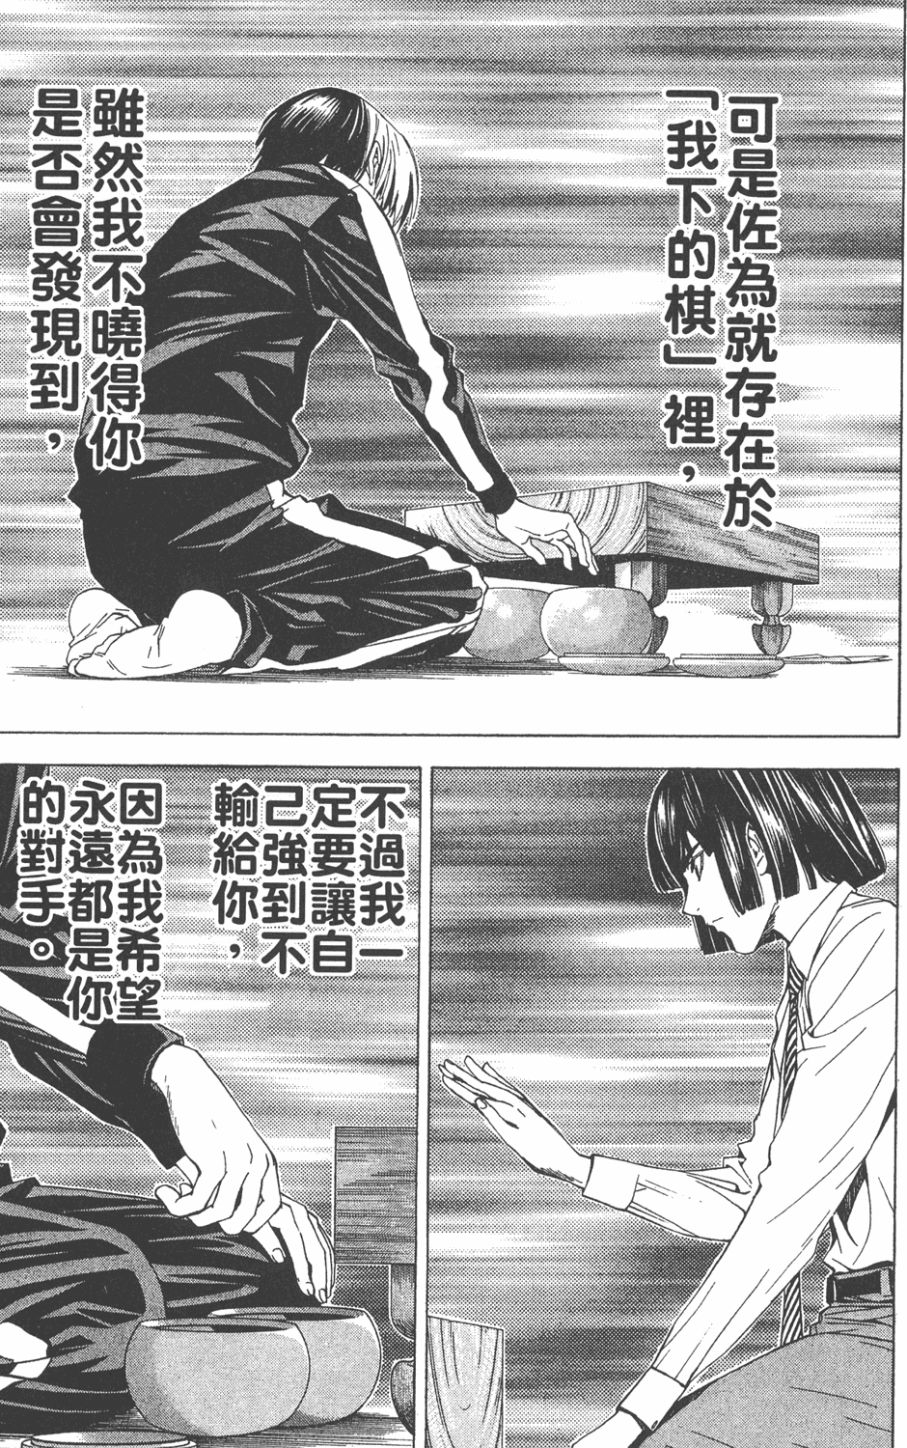 可是佐為就存在於
「我下的棋」裡，
雖然我不曉得你
是否會發現到，
不過我一
定要讓自
己強到不
輸給你，
因為我希望
永遠都是你
的對手。